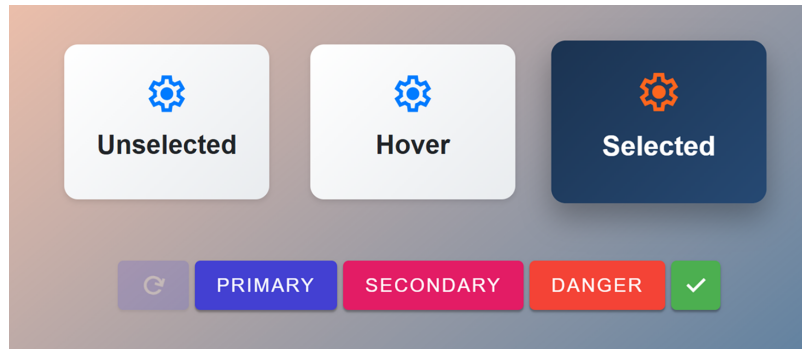 Unselected
Hover
Selected
PRIMARY
SECONDARY
DANGER